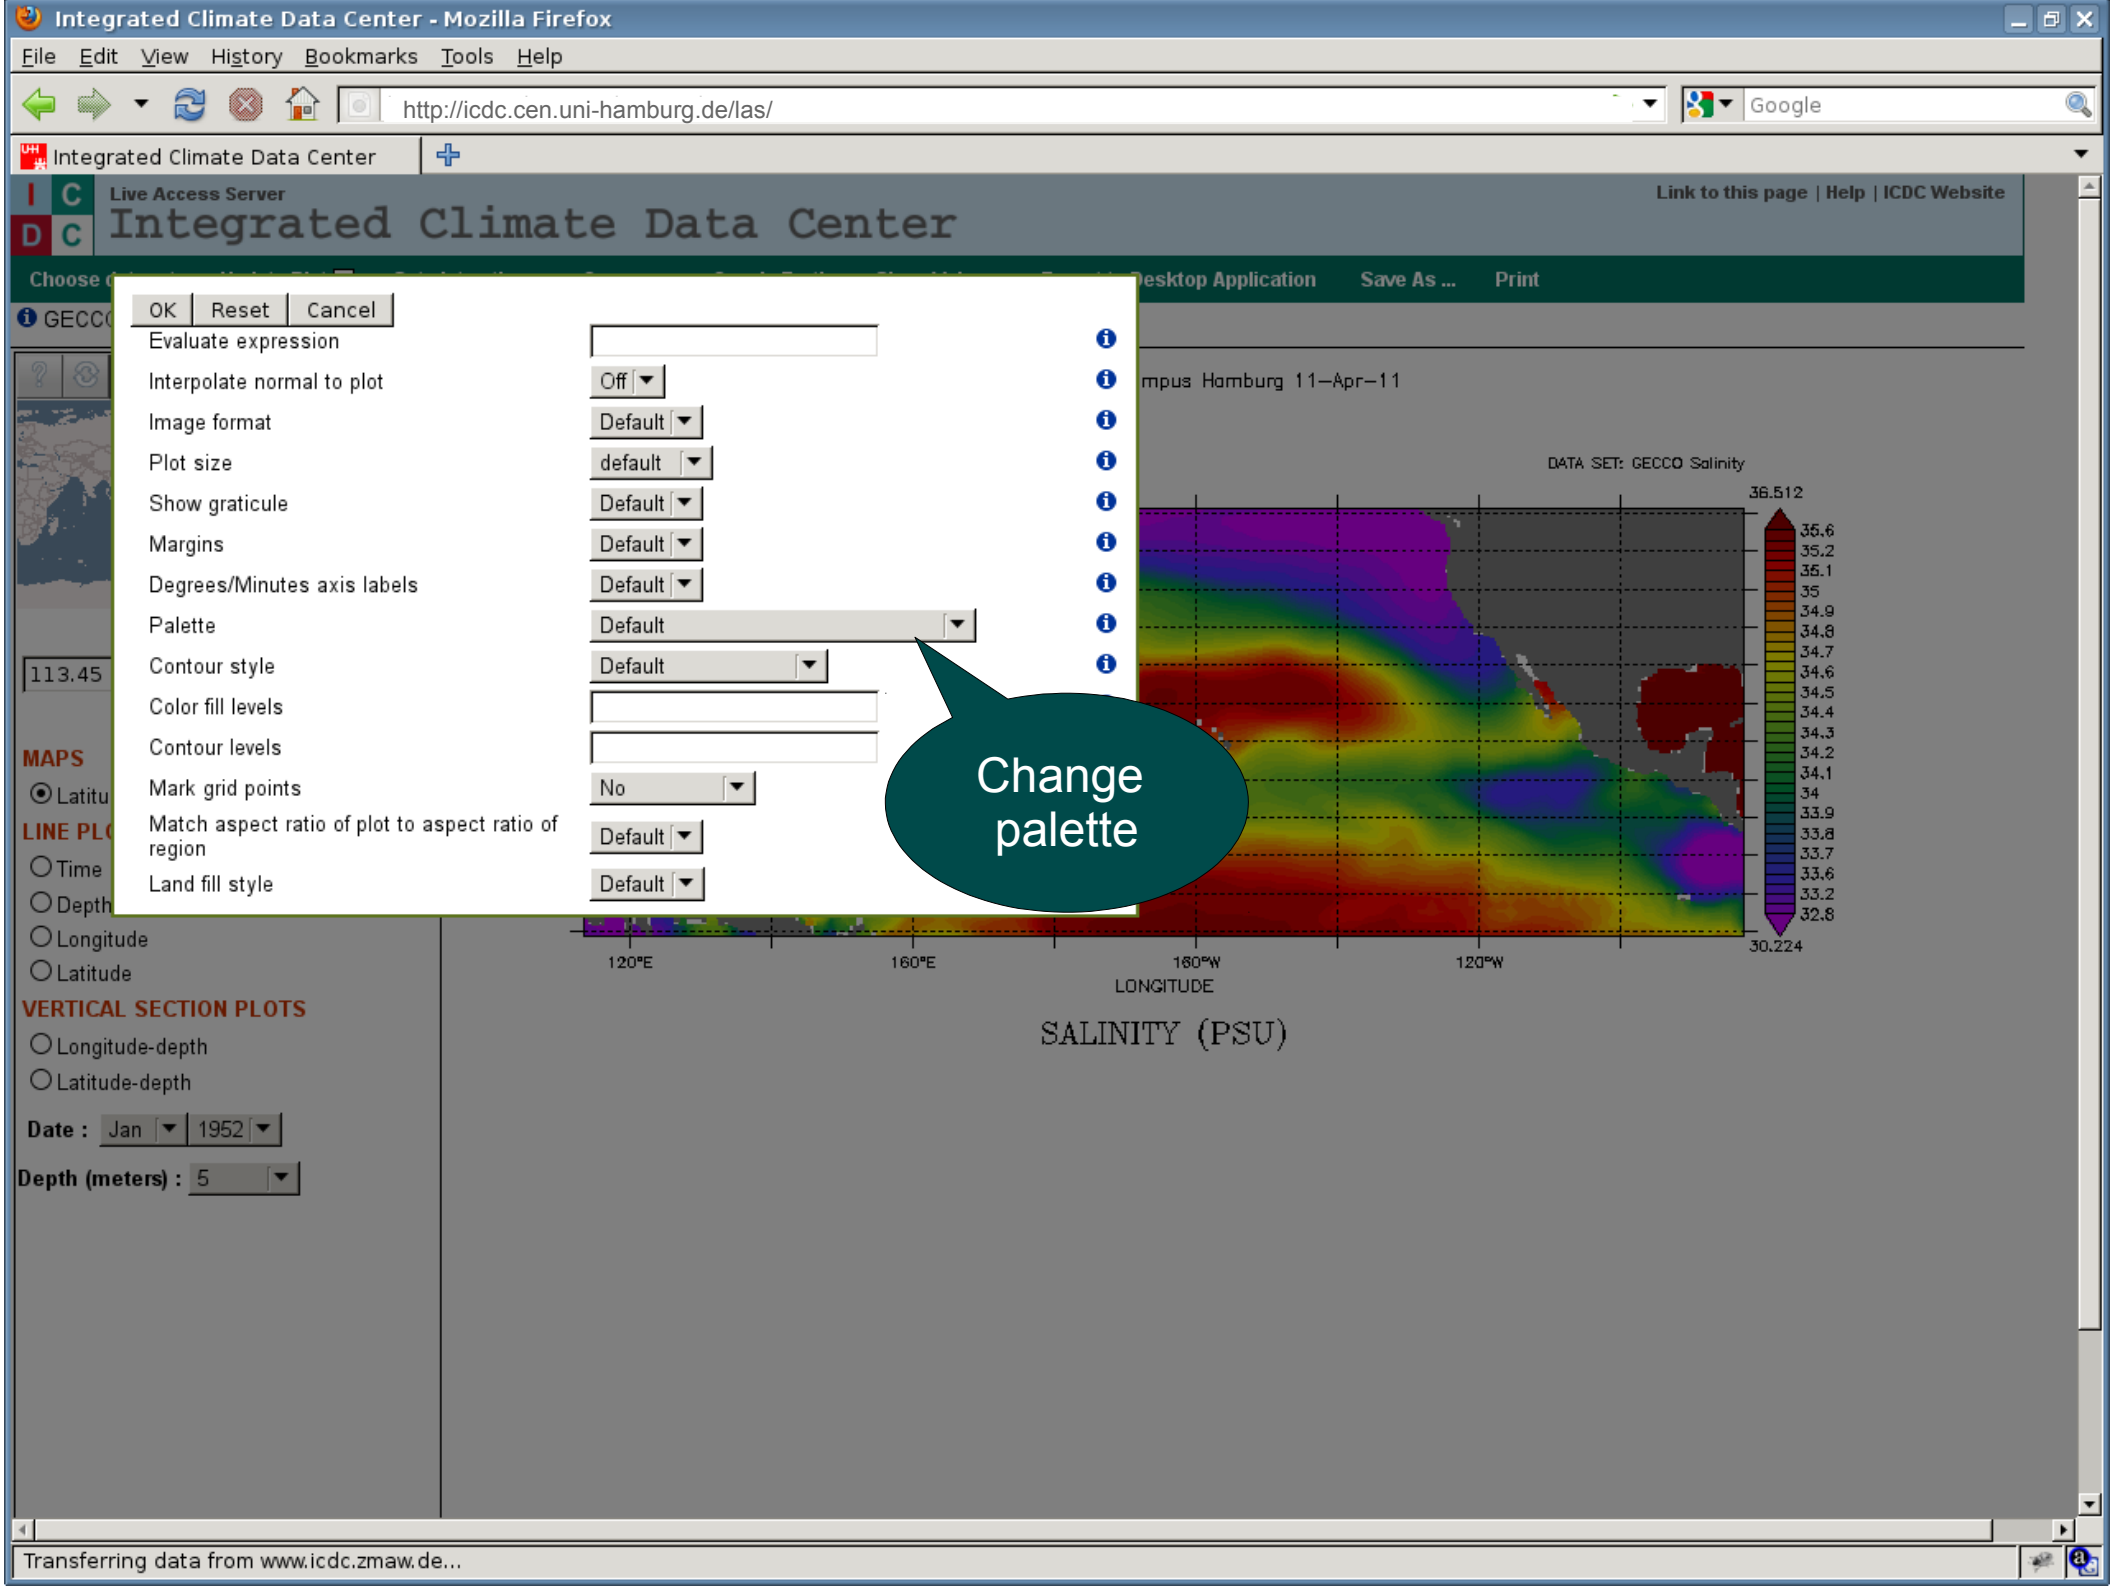 Integrated Climate Data Center - Mozilla Firefox
File Edit View History Bookmarks Tools Help
http://icdc.cen.uni-hamburg.de/las/
Google
Integrated Climate Data Center
I C D C
Live Access Server
Integrated Climate Data Center
Link to this page | Help | ICDC Website
Choose
Desktop Application Save As ... Print
GECCO
OK Reset Cancel
Evaluate expression
Interpolate normal to plot Off
Image format Default
Plot size default
Show graticule Default
Margins Default
Degrees/Minutes axis labels Default
Palette Default
Contour style Default
Color fill levels
Contour levels
Mark grid points No
Match aspect ratio of plot to aspect ratio of
region
Default
Land fill style Default
Change
palette
113.45
MAPS
Latitu
LINE PLO
Time
Depth
Longitude
Latitude
VERTICAL SECTION PLOTS
Longitude-depth
Latitude-depth
Date : Jan 1952
Depth (meters) : 5
mpus Hamburg 11-Apr-11
DATA SET: GECCO Salinity
36.512
35.6
35.2
35.1
35
34.9
34.8
34.7
34.6
34.5
34.4
34.3
34.2
34.1
34
33.9
33.8
33.7
33.6
33.2
32.8
30.224
120°E 160°E 160°W 120°W
LONGITUDE
SALINITY (PSU)
Transferring data from www.icdc.zmaw.de...